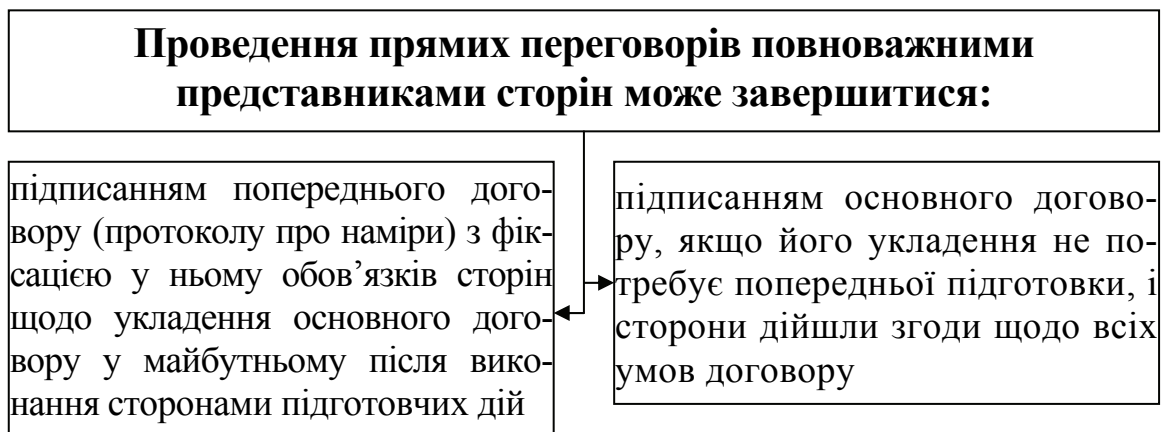 Проведення прямих переговорів повноважними
представниками сторін може завершитися:
підписанням попереднього дого-
вору (протоколу про наміри) з фік-
сацією у ньому обов’язків сторін
щодо укладення основного дого-
вору у майбутньому після вико-
нання сторонами підготовчих дій
підписанням основного догово-
ру, якщо його укладення не по-
требує попередньої підготовки, і
сторони дійшли згоди щодо всіх
умов договору